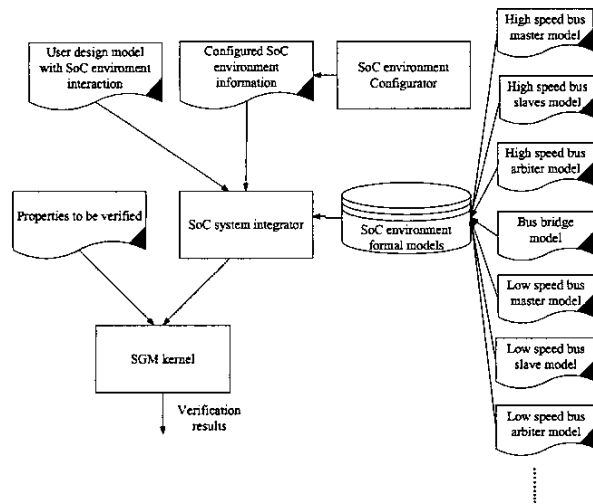 User design model
with SoC enviroment
interaction
Configured SoC
environment
information
SoC environment
Configurator
High speed bus
master model
High speed bus
slaves model
High speed bus
arbiter model
Properties to be verified
SoC system integrator
SoC environment
formal models
Bus bridge
model
Low speed bus
master model
SGM kernel
Low speed bus
slave model
Verification
results
Low speed bus
arbiter model